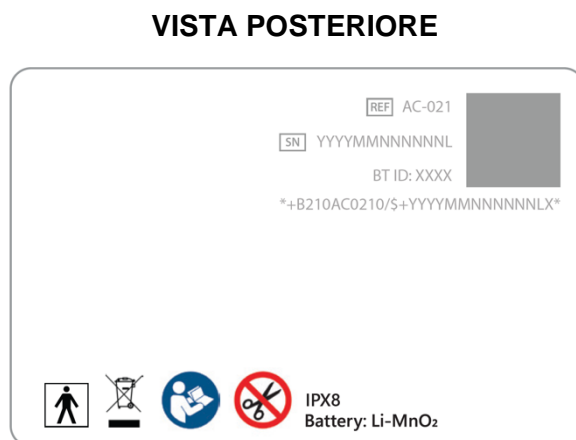 VISTA POSTERIORE
REF AC-021
SN YYYYMMNNNNNNL
BT ID: XXXX
*+B210AC0210/$+YYYYMMNNNNNNLX*
IPX8
Battery: Li-MnO₂